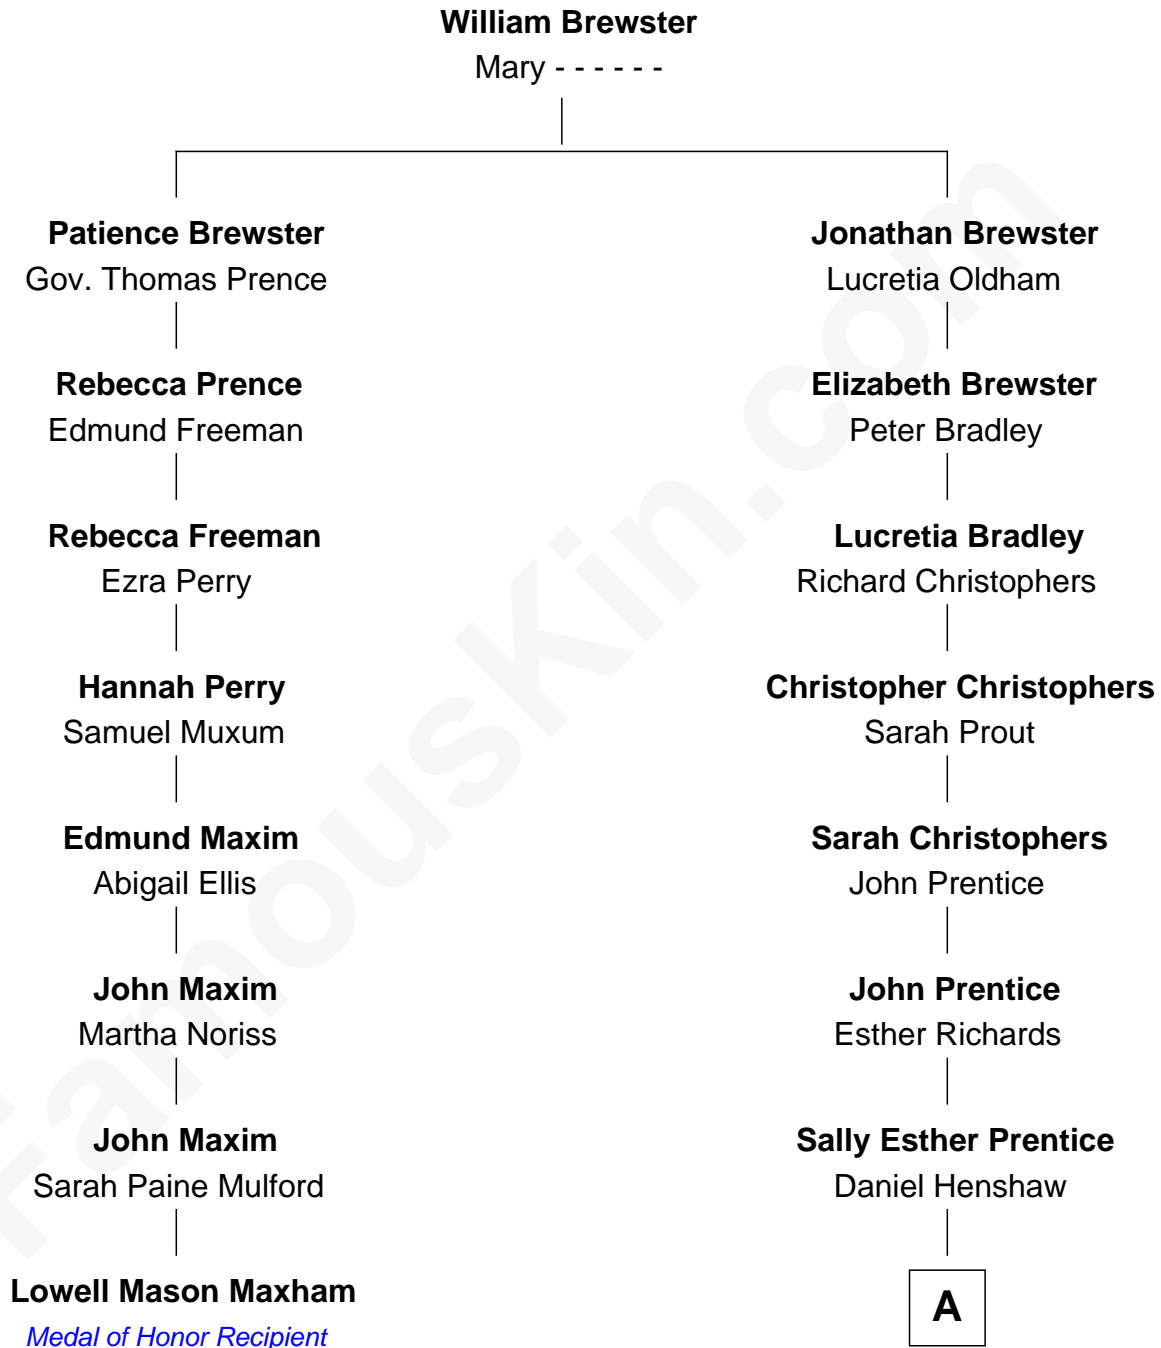 William Brewster
Mary - - - - - -
Patience Brewster
Gov. Thomas Prence
Jonathan Brewster
Lucretia Oldham
Rebecca Prence
Edmund Freeman
Elizabeth Brewster
Peter Bradley
Rebecca Freeman
Ezra Perry
Lucretia Bradley
Richard Christophers
Hannah Perry
Samuel Muxum
Christopher Christophers
Sarah Prout
Edmund Maxim
Abigail Ellis
Sarah Christophers
John Prentice
John Maxim
Martha Noriss
John Prentice
Esther Richards
John Maxim
Sarah Paine Mulford
Sally Esther Prentice
Daniel Henshaw
Lowell Mason Maxham
Medal of Honor Recipient
A
FamousKin.com